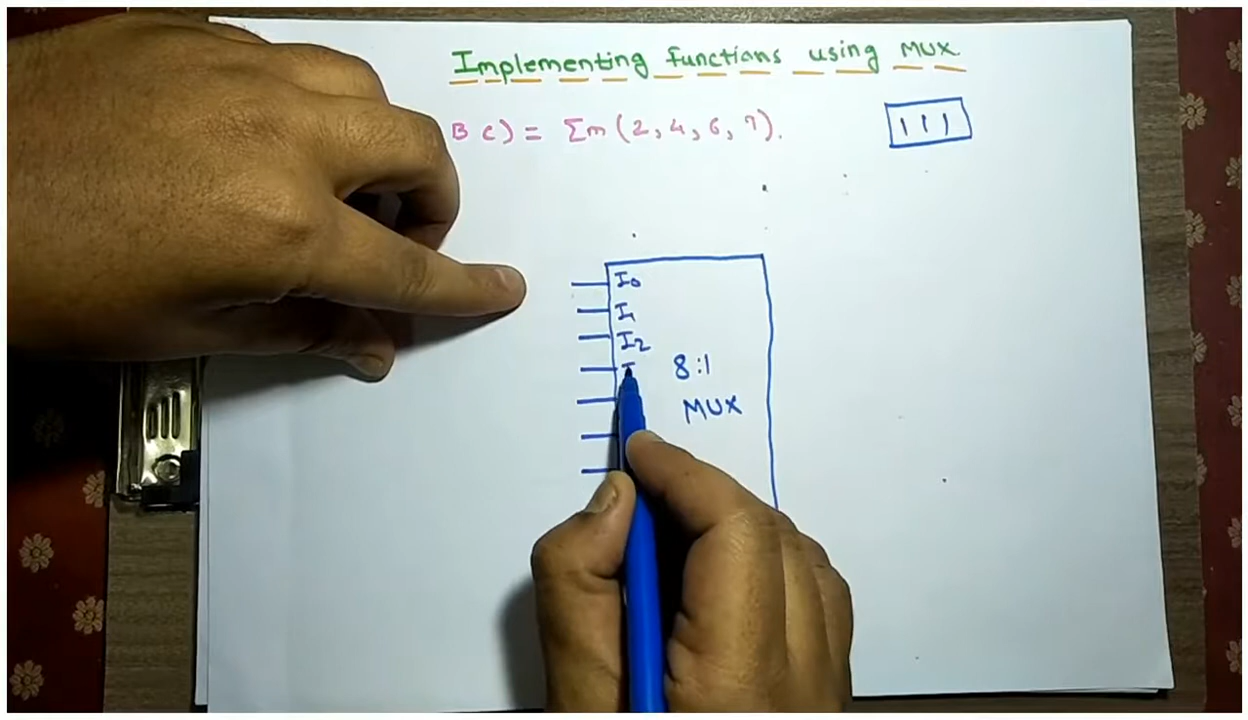 Implementing functions using MUX
B C) = Σm (2, 4, 6, 7).
111
I0
I1
I2
I
8:1
MUX